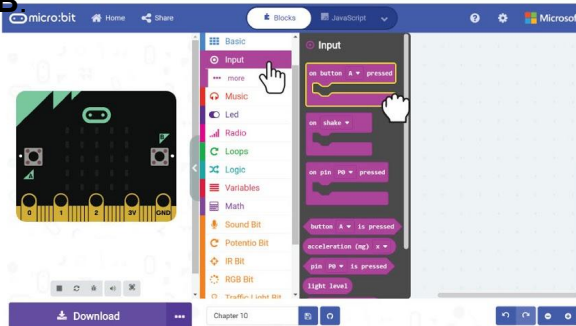 B.
micro:bit Home Share Blocks JavaScript Microsoft
Basic
Input
more
Music
Led
Radio
Loops
Logic
Variables
Math
Sound Bit
Potentio Bit
IR Bit
RGB Bit
Traffic Light Bit
Input
on button A pressed
on shake
on pin P0 pressed
button A is pressed
acceleration (mg) x
pin P0 is pressed
light level
A
B
0 1 2 3V GND
Download
Chapter 10